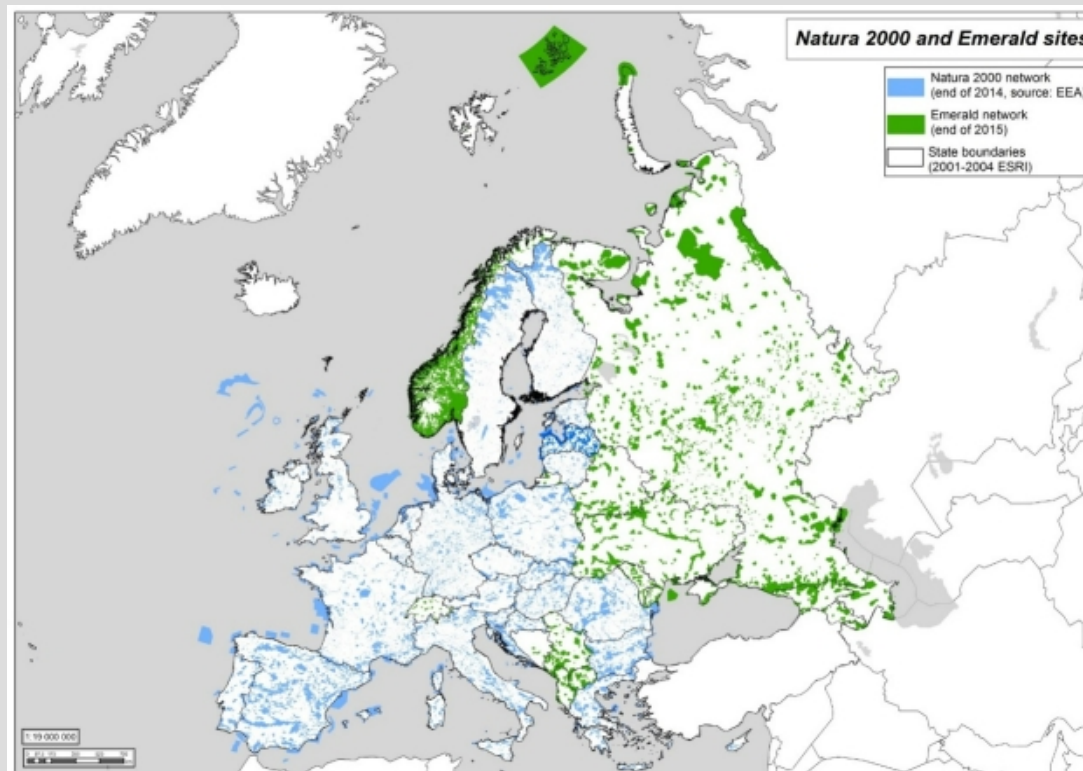 Natura 2000 and Emerald sites
Natura 2000 network
(end of 2014, source: EEA)
Emerald network
(end of 2015)
State boundaries
(2001-2004 ESRI)
1:19 000 000